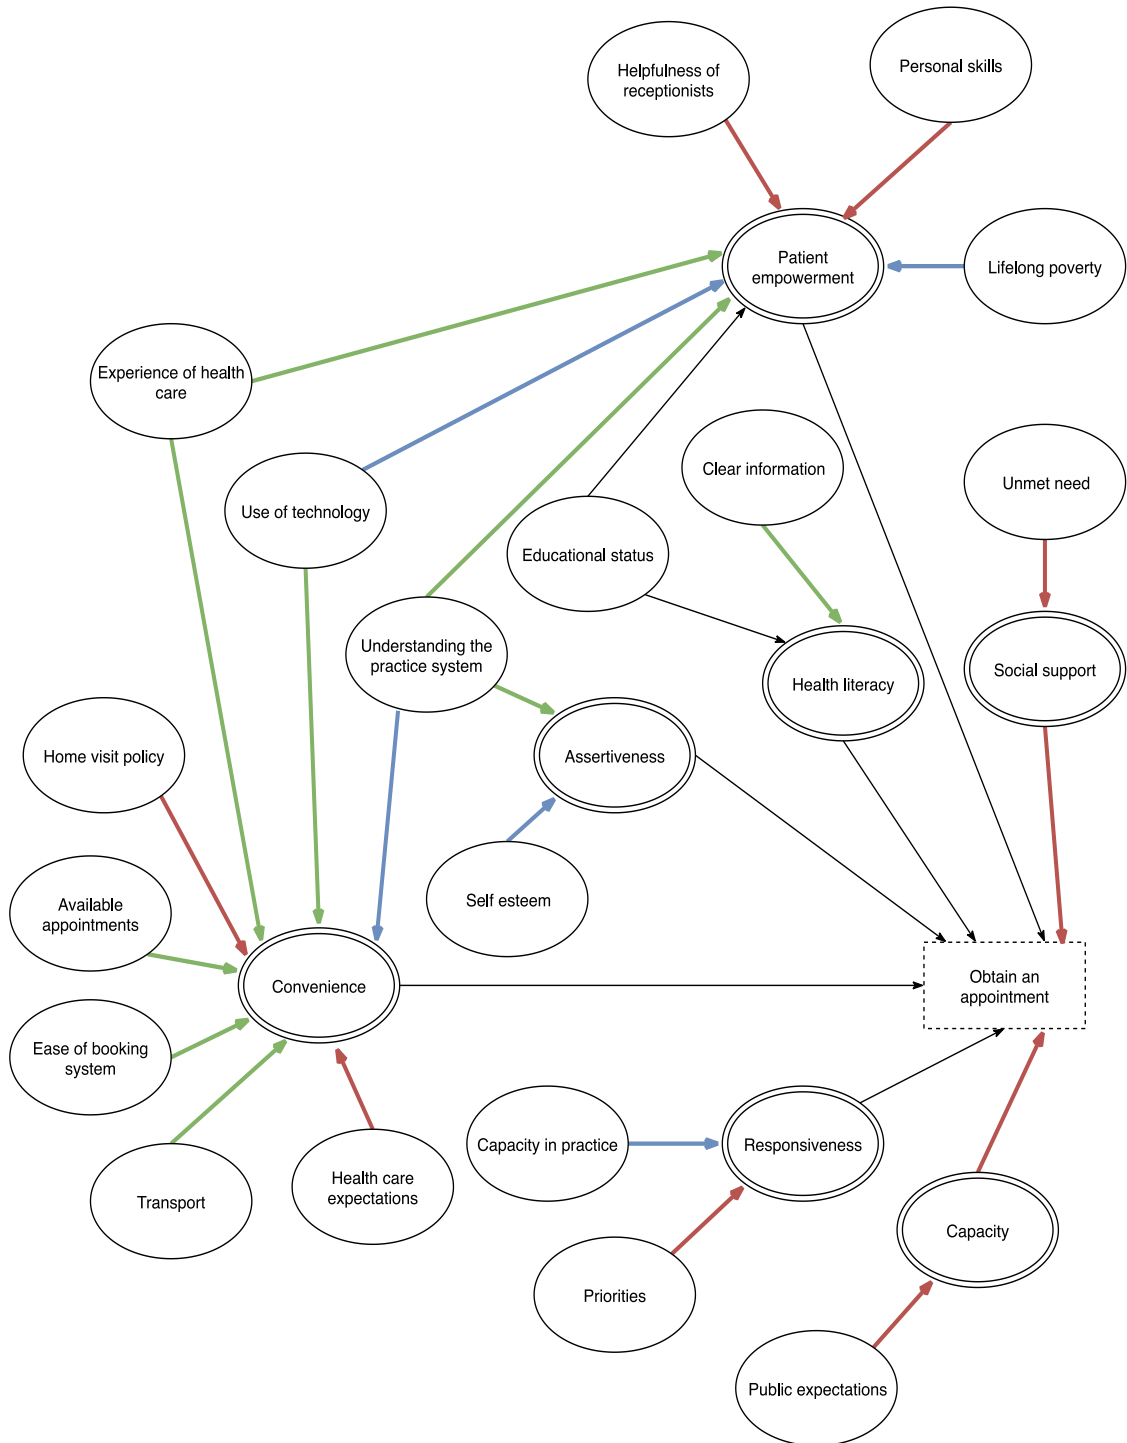 Helpfulness of
receptionists
Personal skills
Patient
empowerment
Lifelong poverty
Experience of health
care
Clear information
Unmet need
Use of technology
Educational status
Understanding the
practice system
Health literacy
Social support
Home visit policy
Assertiveness
Self esteem
Available
appointments
Convenience
Obtain an
appointment
Ease of booking
system
Capacity in practice
Responsiveness
Transport
Health care
expectations
Capacity
Priorities
Public expectations